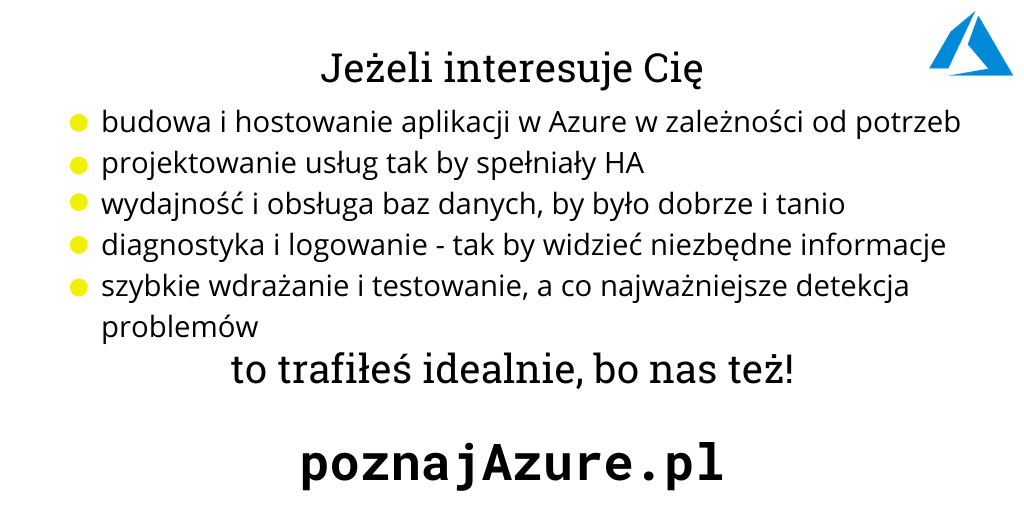 Jeżeli interesuje Cię
budowa i hostowanie aplikacji w Azure w zależności od potrzeb
projektowanie usług tak by spełniały HA
wydajność i obsługa baz danych, by było dobrze i tanio
diagnostyka i logowanie - tak by widzieć niezbędne informacje
szybkie wdrażanie i testowanie, a co najważniejsze detekcja
problemów
to trafiłeś idealnie, bo nas też!
poznajAzure.pl